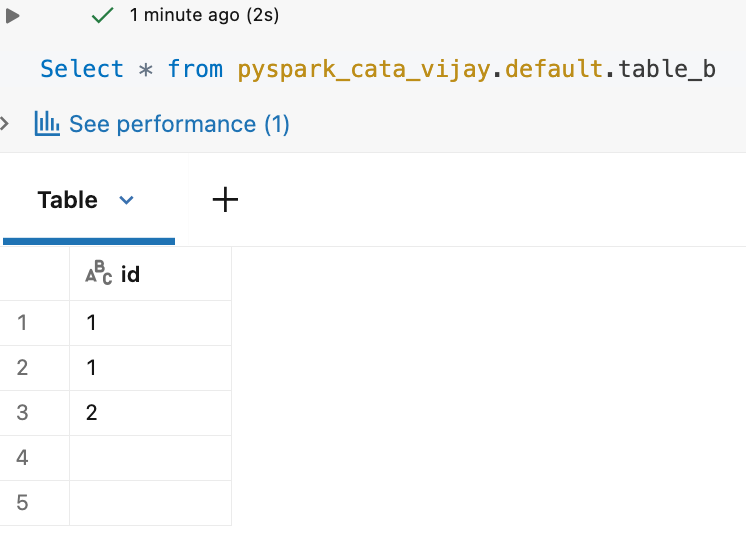 1 minute ago (2s)
Select * from pyspark_cata_vijay.default.table_b
See performance (1)
Table +
ABC id
1 1
2 1
3 2
4
5